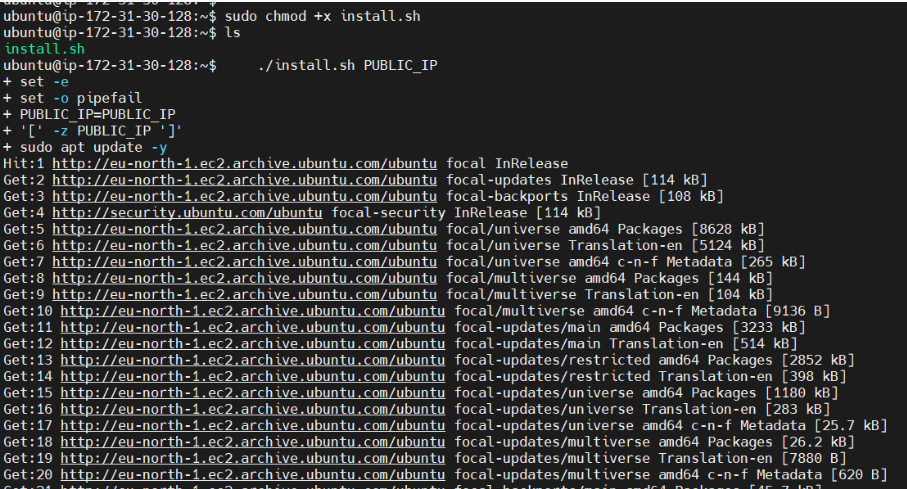 ubuntu@ip-172-31-30-128:~$ sudo chmod +x install.sh
ubuntu@ip-172-31-30-128:~$ ls
install.sh
ubuntu@ip-172-31-30-128:~$     ./install.sh PUBLIC_IP
+ set -e
+ set -o pipefail
+ PUBLIC_IP=PUBLIC_IP
+ '[' -z PUBLIC_IP ']'
+ sudo apt update -y
Hit:1 http://eu-north-1.ec2.archive.ubuntu.com/ubuntu focal InRelease
Get:2 http://eu-north-1.ec2.archive.ubuntu.com/ubuntu focal-updates InRelease [114 kB]
Get:3 http://eu-north-1.ec2.archive.ubuntu.com/ubuntu focal-backports InRelease [108 kB]
Get:4 http://security.ubuntu.com/ubuntu focal-security InRelease [114 kB]
Get:5 http://eu-north-1.ec2.archive.ubuntu.com/ubuntu focal/universe amd64 Packages [8628 kB]
Get:6 http://eu-north-1.ec2.archive.ubuntu.com/ubuntu focal/universe Translation-en [5124 kB]
Get:7 http://eu-north-1.ec2.archive.ubuntu.com/ubuntu focal/universe amd64 c-n-f Metadata [265 kB]
Get:8 http://eu-north-1.ec2.archive.ubuntu.com/ubuntu focal/multiverse amd64 Packages [144 kB]
Get:9 http://eu-north-1.ec2.archive.ubuntu.com/ubuntu focal/multiverse Translation-en [104 kB]
Get:10 http://eu-north-1.ec2.archive.ubuntu.com/ubuntu focal/multiverse amd64 c-n-f Metadata [9136 B]
Get:11 http://eu-north-1.ec2.archive.ubuntu.com/ubuntu focal-updates/main amd64 Packages [3233 kB]
Get:12 http://eu-north-1.ec2.archive.ubuntu.com/ubuntu focal-updates/main Translation-en [514 kB]
Get:13 http://eu-north-1.ec2.archive.ubuntu.com/ubuntu focal-updates/restricted amd64 Packages [2852 kB]
Get:14 http://eu-north-1.ec2.archive.ubuntu.com/ubuntu focal-updates/restricted Translation-en [398 kB]
Get:15 http://eu-north-1.ec2.archive.ubuntu.com/ubuntu focal-updates/universe amd64 Packages [1180 kB]
Get:16 http://eu-north-1.ec2.archive.ubuntu.com/ubuntu focal-updates/universe Translation-en [283 kB]
Get:17 http://eu-north-1.ec2.archive.ubuntu.com/ubuntu focal-updates/universe amd64 c-n-f Metadata [25.7 kB]
Get:18 http://eu-north-1.ec2.archive.ubuntu.com/ubuntu focal-updates/multiverse amd64 Packages [26.2 kB]
Get:19 http://eu-north-1.ec2.archive.ubuntu.com/ubuntu focal-updates/multiverse Translation-en [7880 B]
Get:20 http://eu-north-1.ec2.archive.ubuntu.com/ubuntu focal-updates/multiverse amd64 c-n-f Metadata [620 B]